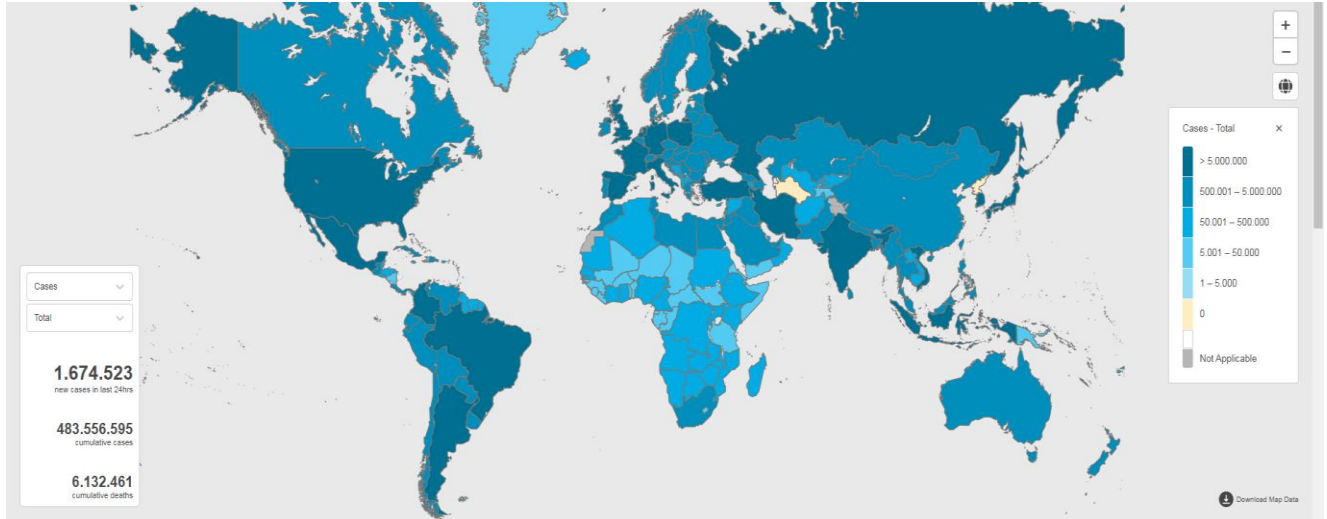 +
−
Cases - Total ×
> 5.000.000
500.001 – 5.000.000
50.001 – 500.000
5.001 – 50.000
1 – 5.000
0
Not Applicable
Cases
Total
1.674.523
new cases in last 24hrs
483.556.595
cumulative cases
6.132.461
cumulative deaths
Download Map Data